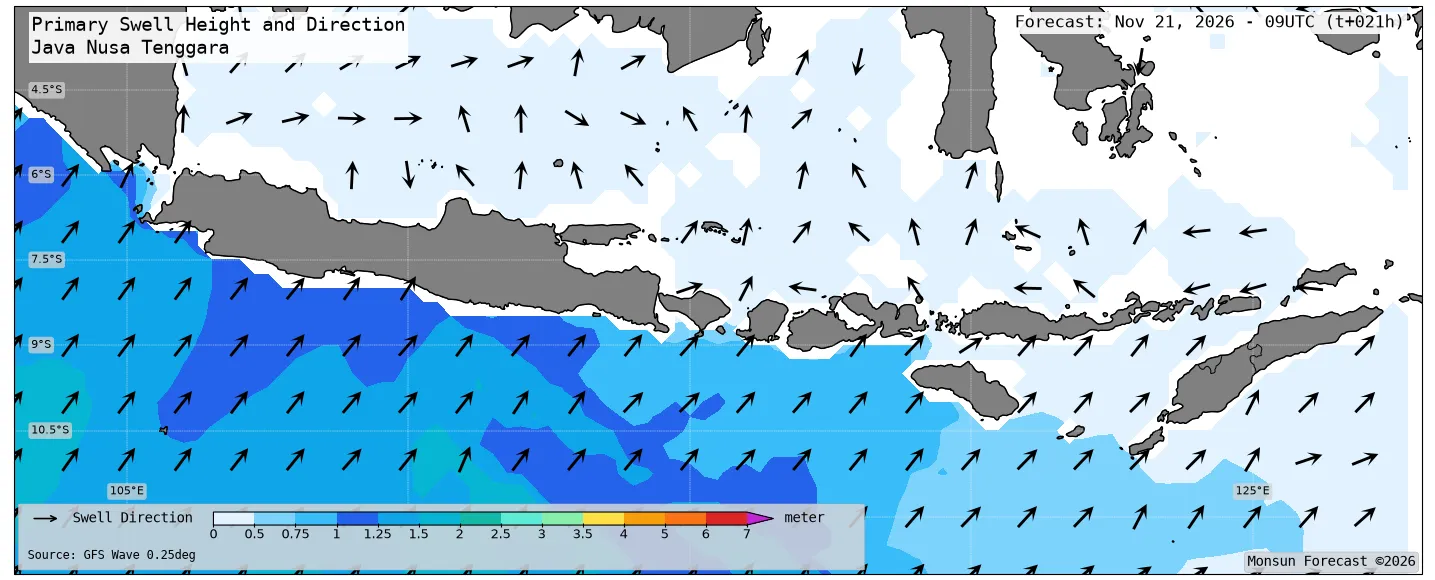 Primary Swell Height and Direction
Java Nusa Tenggara
Forecast: Nov 21, 2026 - 09UTC (t+021h)
4.5°S
6°S
7.5°S
9°S
10.5°S
105°E
125°E
Swell Direction
0 0.5 0.75 1 1.25 1.5 2 2.5 3 3.5 4 5 6 7
meter
Source: GFS Wave 0.25deg
Monsun Forecast ©2026